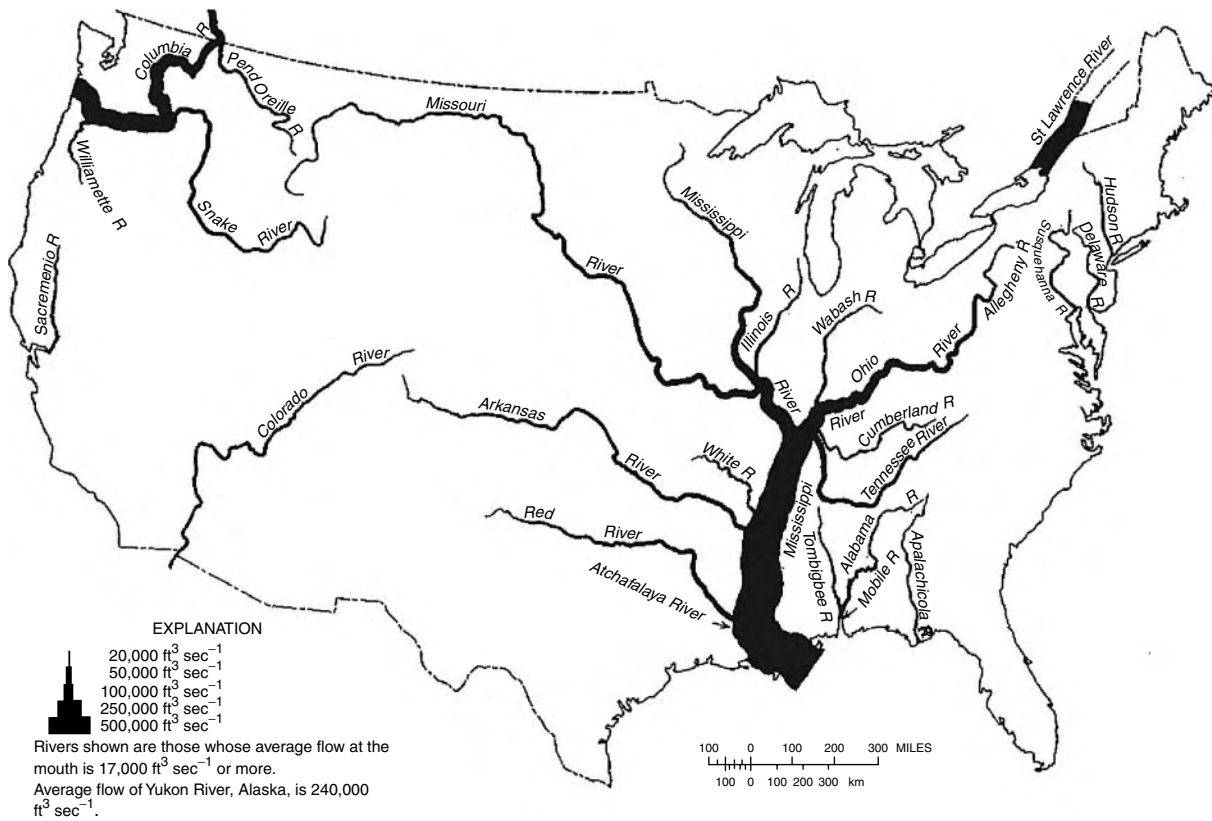 Columbia
R
Pend Oreille
R
Missouri
River
Williamette R
Snake
River
Sacremenio R
Mississippi
River
Illinois
R
Wabash R
Ohio
River
River
Allegheny R
St Lawrence River
Hudson R
Susquehanna R
Delaware
R
Colorado
River
Arkansas
River
White R
Cumberland R
Tennessee River
Red
River
Atchafalaya River
Mississippi
Tombigbee R
Alabama
R
Mobile R
Apalachicola
R
EXPLANATION
20,000 ft³ sec⁻¹
50,000 ft³ sec⁻¹
100,000 ft³ sec⁻¹
250,000 ft³ sec⁻¹
500,000 ft³ sec⁻¹
Rivers shown are those whose average flow at the
mouth is 17,000 ft³ sec⁻¹ or more.
Average flow of Yukon River, Alaska, is 240,000
ft³ sec⁻¹.
100 0 100 200 300 MILES
100 0 100 200 300 km